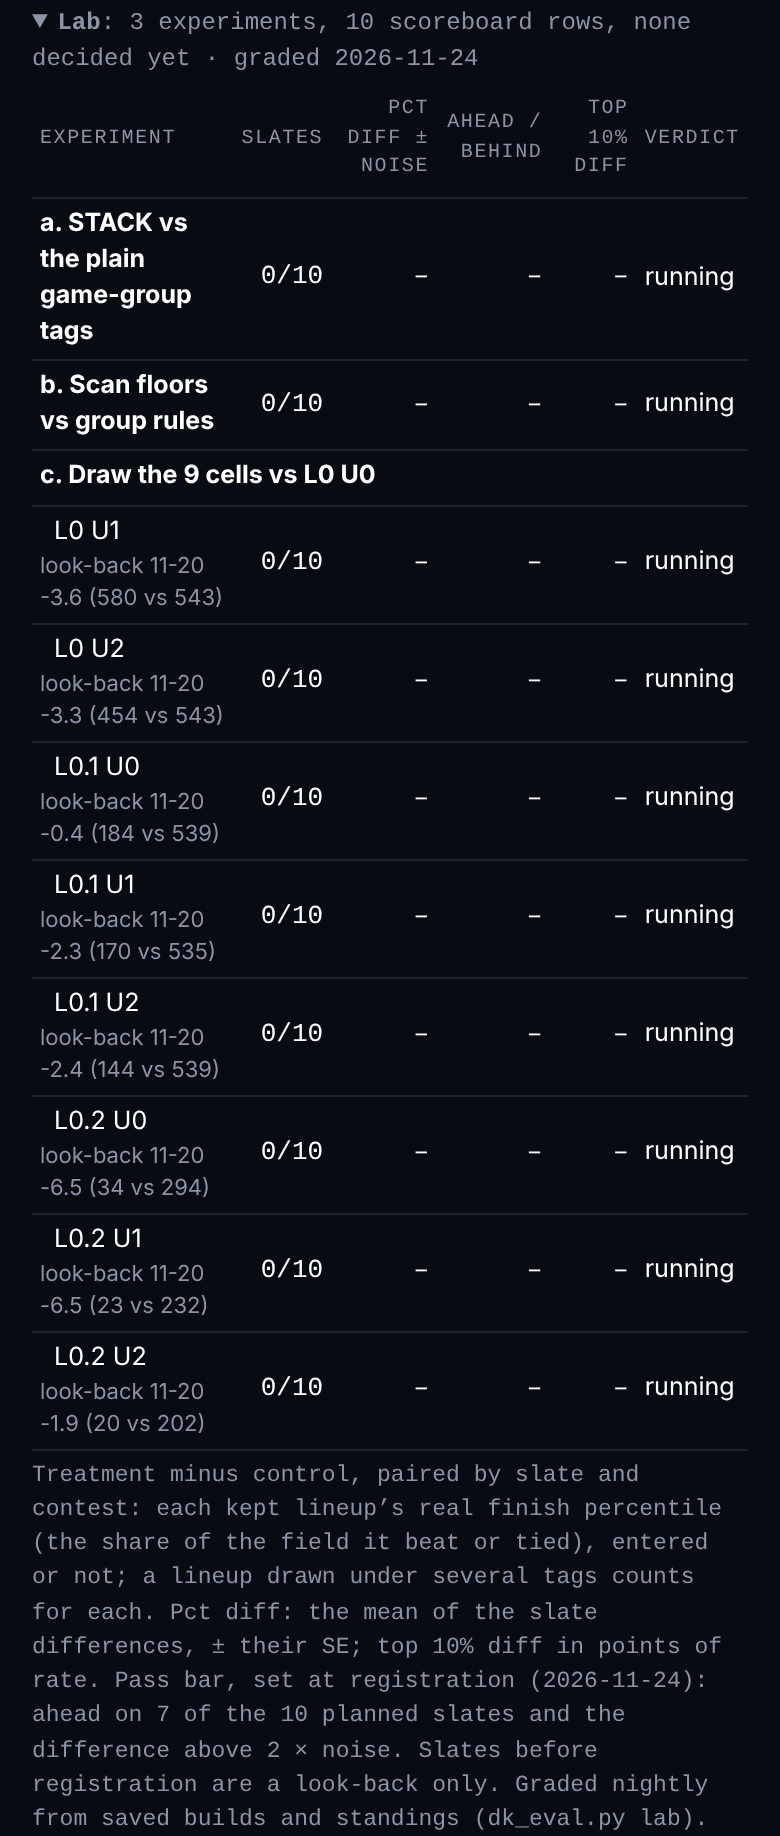 ▼ Lab: 3 experiments, 10 scoreboard rows, none
decided yet · graded 2026-11-24
EXPERIMENT SLATES PCT DIFF ± NOISE AHEAD / BEHIND TOP 10% DIFF VERDICT
a. STACK vs
the plain
game-group
tags
0/10 – – – running
b. Scan floors
vs group rules
0/10 – – – running
c. Draw the 9 cells vs L0 U0
L0 U1
look-back 11-20
-3.6 (580 vs 543)
0/10 – – – running
L0 U2
look-back 11-20
-3.3 (454 vs 543)
0/10 – – – running
L0.1 U0
look-back 11-20
-0.4 (184 vs 539)
0/10 – – – running
L0.1 U1
look-back 11-20
-2.3 (170 vs 535)
0/10 – – – running
L0.1 U2
look-back 11-20
-2.4 (144 vs 539)
0/10 – – – running
L0.2 U0
look-back 11-20
-6.5 (34 vs 294)
0/10 – – – running
L0.2 U1
look-back 11-20
-6.5 (23 vs 232)
0/10 – – – running
L0.2 U2
look-back 11-20
-1.9 (20 vs 202)
0/10 – – – running
Treatment minus control, paired by slate and
contest: each kept lineup’s real finish percentile
(the share of the field it beat or tied), entered
or not; a lineup drawn under several tags counts
for each. Pct diff: the mean of the slate
differences, ± their SE; top 10% diff in points of
rate. Pass bar, set at registration (2026-11-24):
ahead on 7 of the 10 planned slates and the
difference above 2 × noise. Slates before
registration are a look-back only. Graded nightly
from saved builds and standings (dk_eval.py lab).